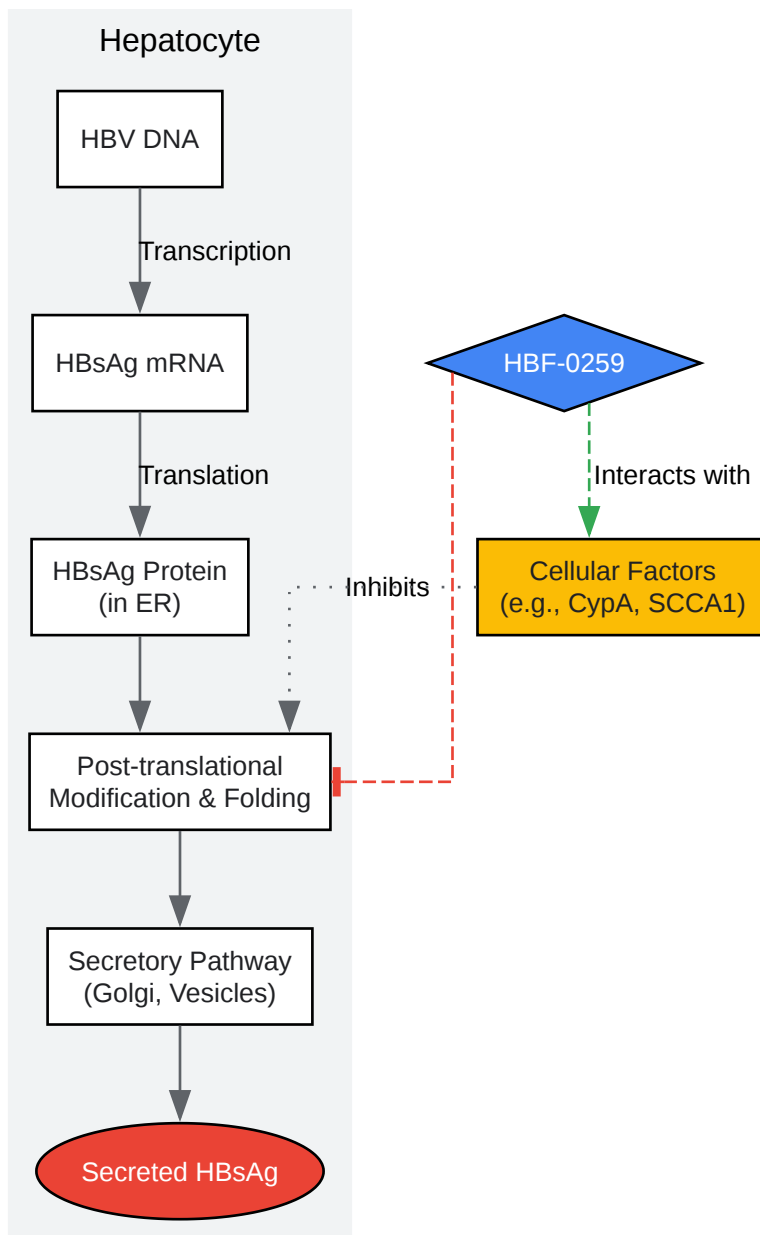 Hepatocyte
HBV DNA
Transcription
HBsAg mRNA
HBF-0259
Translation
Interacts with
HBsAg Protein
(in ER)
Inhibits
Cellular Factors
(e.g., CypA, SCCA1)
Post-translational
Modification & Folding
Secretory Pathway
(Golgi, Vesicles)
Secreted HBsAg